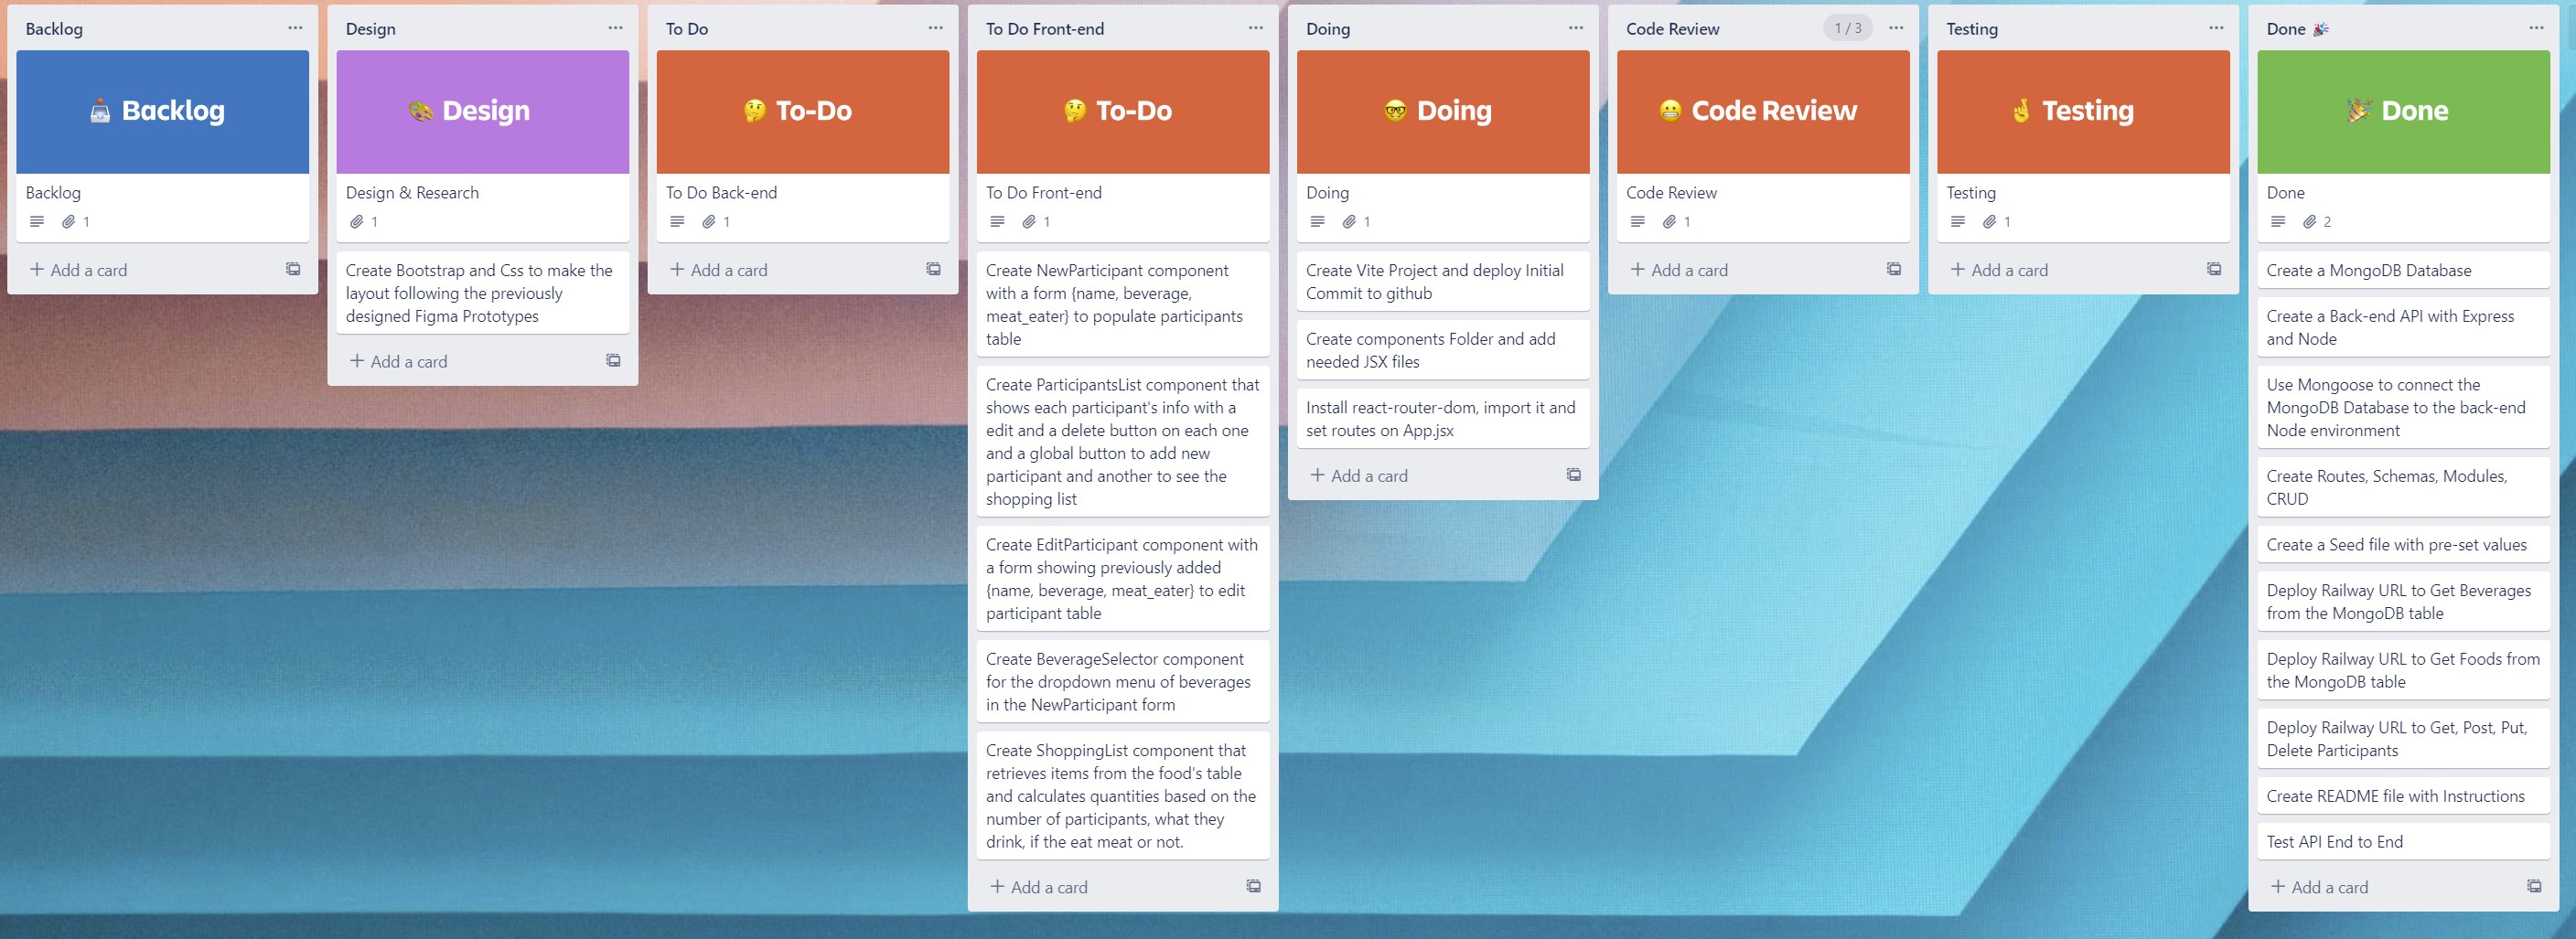 Backlog
Backlog
Backlog
1
+ Add a card
Design
Design
Design & Research
1
Create Bootstrap and Css to make the
layout following the previously
designed Figma Prototypes
+ Add a card
To Do
To-Do
To Do Back-end
1
+ Add a card
To Do Front-end
To-Do
To Do Front-end
1
Create NewParticipant component
with a form {name, beverage,
meat_eater} to populate participants
table
Create ParticipantsList component that
shows each participant's info with a
edit and a delete button on each one
and a global button to add new
participant and another to see the
shopping list
Create EditParticipant component with
a form showing previously added
{name, beverage, meat_eater} to edit
participant table
Create BeverageSelector component
for the dropdown menu of beverages
in the NewParticipant form
Create ShoppingList component that
retrieves items from the food's table
and calculates quantities based on the
number of participants, what they
drink, if the eat meat or not.
+ Add a card
Doing
Doing
Doing
1
Create Vite Project and deploy Initial
Commit to github
Create components Folder and add
needed JSX files
Install react-router-dom, import it and
set routes on App.jsx
+ Add a card
Code Review 1 / 3
Code Review
Code Review
1
+ Add a card
Testing
Testing
Testing
1
+ Add a card
Done 🎉
Done
Done
2
Create a MongoDB Database
Create a Back-end API with Express
and Node
Use Mongoose to connect the
MongoDB Database to the back-end
Node environment
Create Routes, Schemas, Modules,
CRUD
Create a Seed file with pre-set values
Deploy Railway URL to Get Beverages
from the MongoDB table
Deploy Railway URL to Get Foods from
the MongoDB table
Deploy Railway URL to Get, Post, Put,
Delete Participants
Create README file with Instructions
Test API End to End
+ Add a card